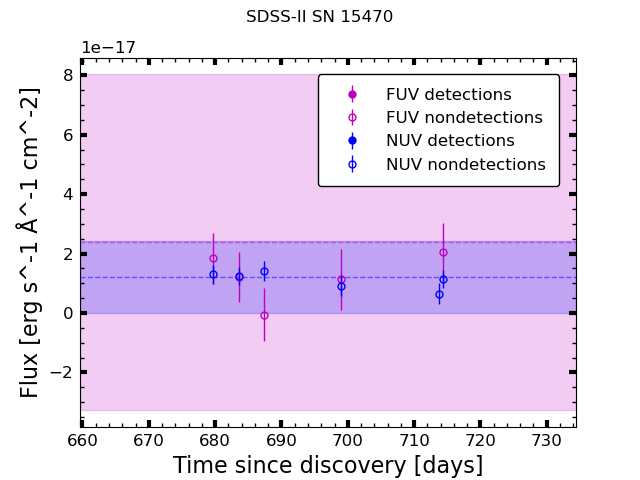 SDSS-II SN 15470
1e−17
8
6
4
2
0
−2
FUV detections
FUV nondetections
NUV detections
NUV nondetections
Flux [erg s^-1 Å^-1 cm^-2]
660 670 680 690 700 710 720 730
Time since discovery [days]